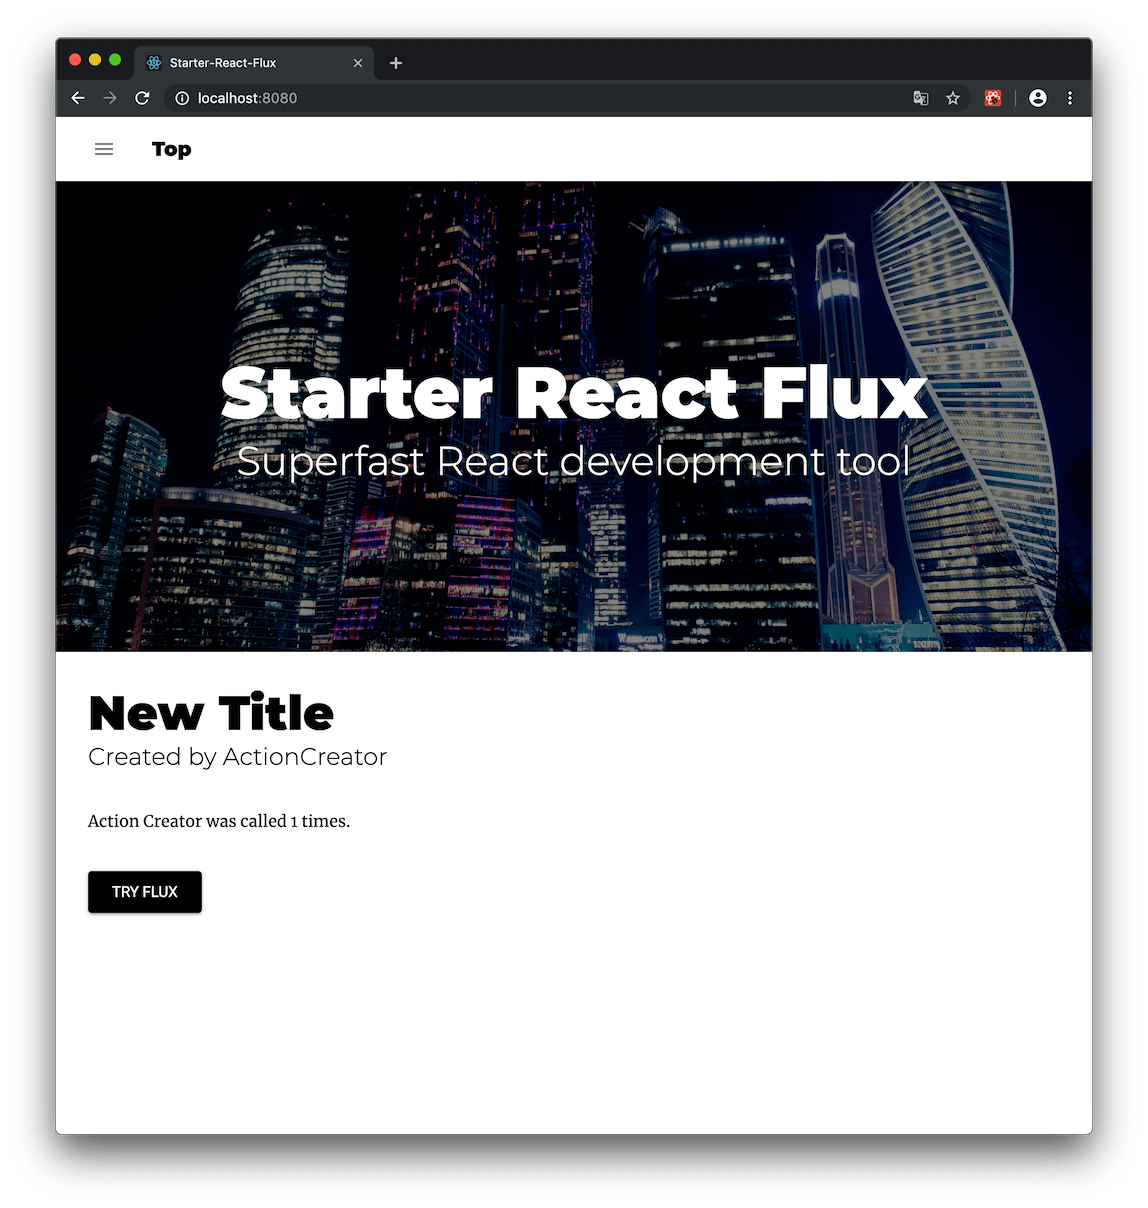 Starter-React-Flux
localhost:8080
Top
Starter React Flux
Superfast React development tool
New Title
Created by ActionCreator
Action Creator was called 1 times.
TRY FLUX